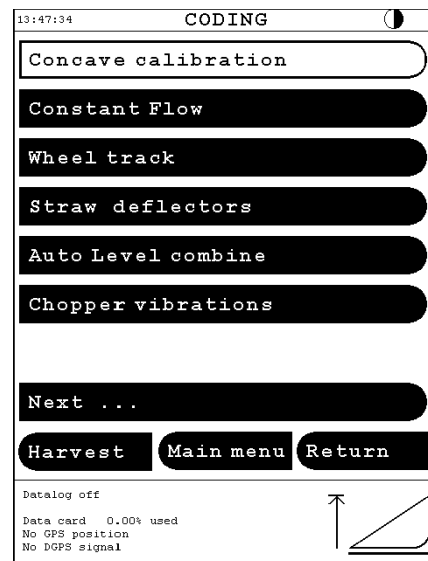 13:47:34 CODING
Concave calibration
Constant Flow
Wheel track
Straw deflectors
Auto Level combine
Chopper vibrations
Next ...
Harvest Main menu Return
Datalog off
Data card 0.00% used
No GPS position
No DGPS signal